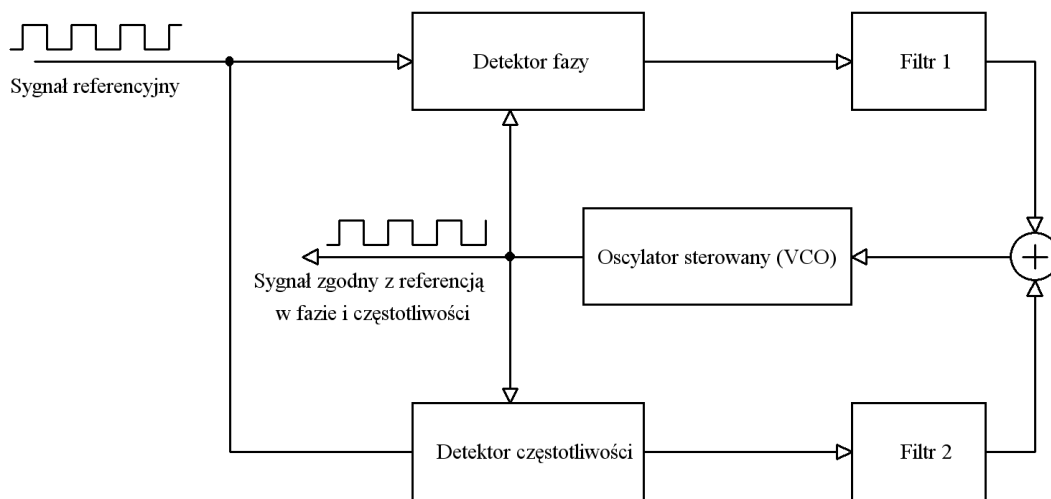 Detektor fazy
Filtr 1
Sygnał referencyjny
Oscylator sterowany (VCO)
Sygnał zgodny z referencją
w fazie i częstotliwości
Detektor częstotliwości
Filtr 2